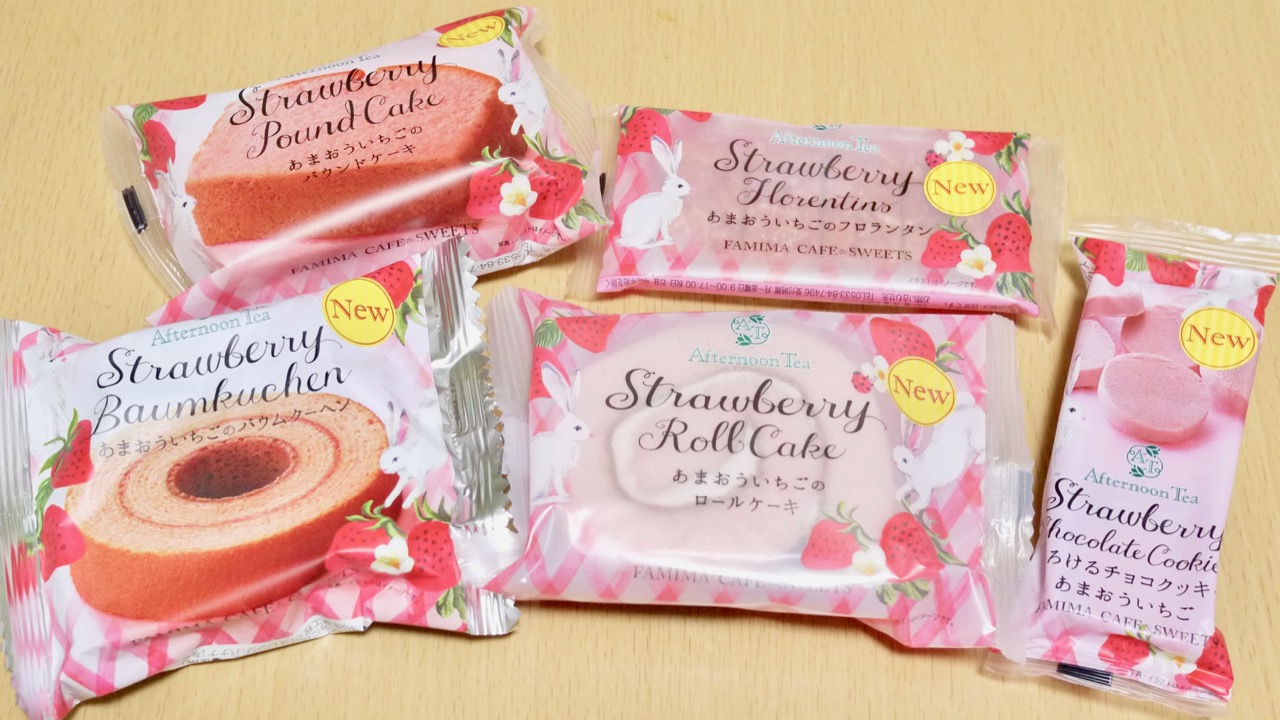 New
Afternoon Tea
Strawberry
Pound Cake
あまおういちごの
パウンドケーキ
FAMIMA CAFE&SWEETS
Afternoon Tea
Strawberry
Florentins
New
あまおういちごのフロランタン
FAMIMA CAFE&SWEETS
New
Afternoon Tea
Strawberry
Baumkuchen
あまおういちごのバウムクーヘン
A.T.
Afternoon Tea
New
Strawberry
Roll Cake
あまおういちごの
ロールケーキ
FAMIMA CAFE&SWEETS
New
A.T.
Afternoon Tea
Strawberry
Chocolate Cookie
ろけるチョコクッキ
あまおういちご
FAMIMA CAFE&SWEETS